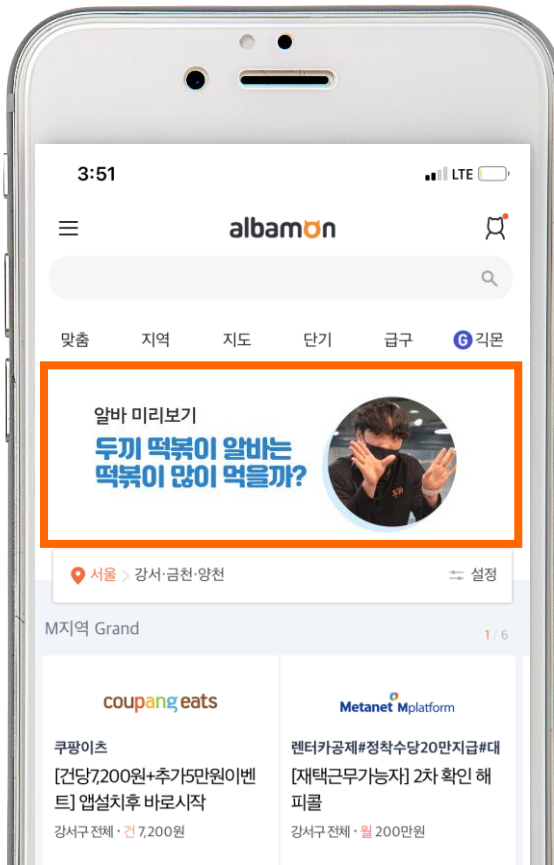 3:51 LTE
albamon
맞춤 지역 지도 단기 급구 G 긱몬
알바 미리보기
두끼 떡볶이 알바는
떡볶이 많이 먹을까?
두끼
서울 > 강서·금천·양천 설정
M지역 Grand 1 / 6
coupang eats
쿠팡이츠
[건당7,200원+추가5만원이벤
트] 앱설치후 바로시작
강서구 전체 · 건 7,200원
Metanet Mplatform
렌터카공제#정착수당20만지급#대
[재택근무가능자] 2차 확인 해
피콜
강서구 전체 · 월 200만원